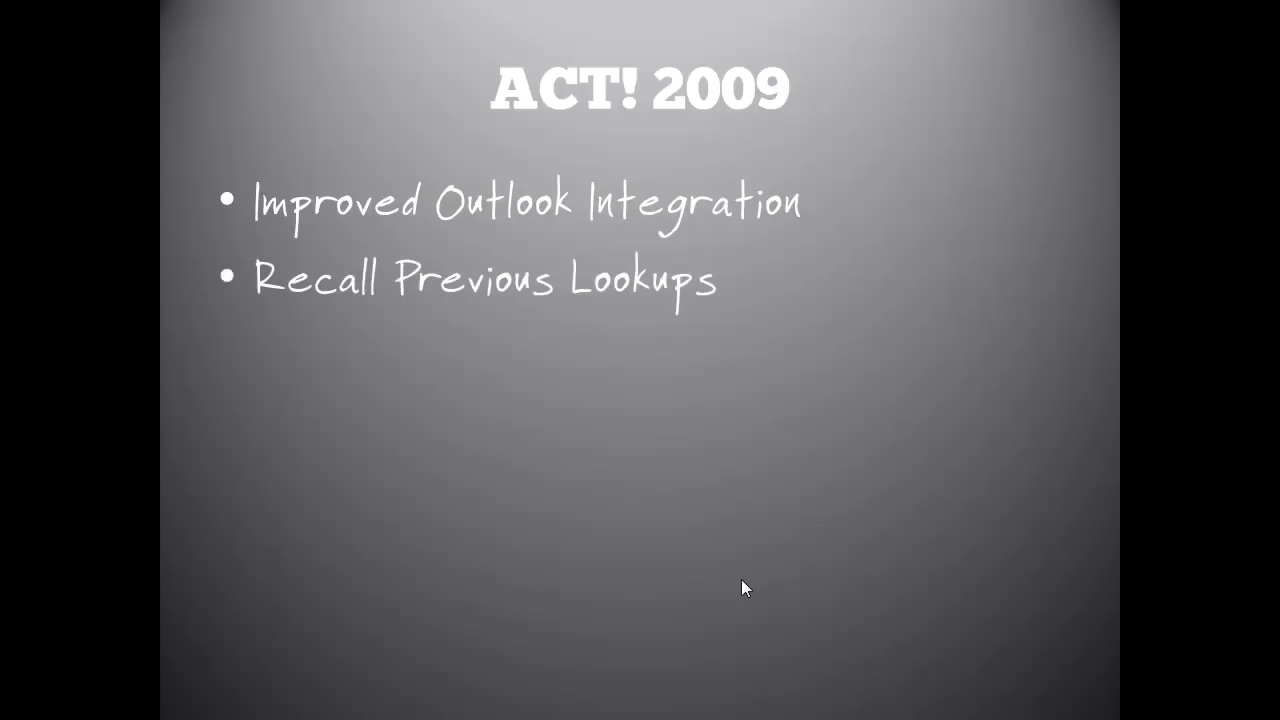 ACT! 2009
• Improved Outlook Integration
• Recall Previous Lookups